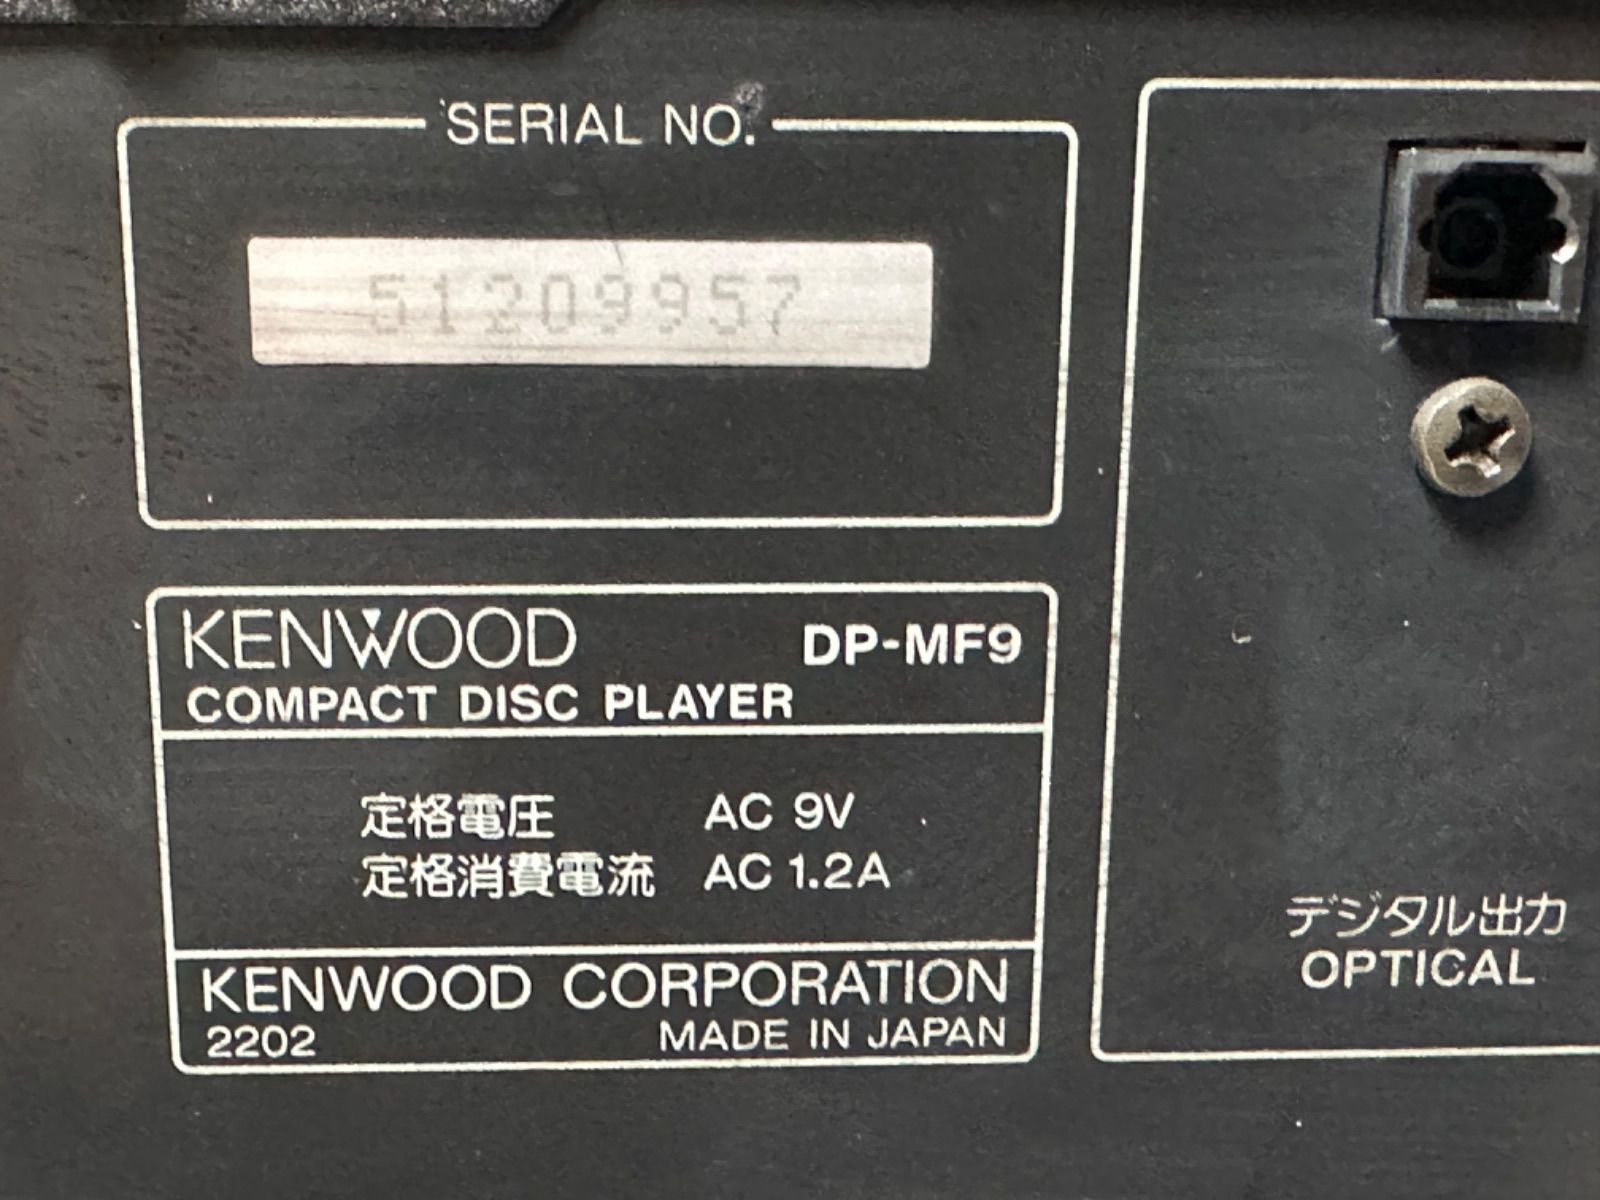 SERIAL NO.
51209957
KENWOOD DP-MF9
COMPACT DISC PLAYER
定格電圧 AC 9V
定格消費電流 AC 1.2A
KENWOOD CORPORATION
2202 MADE IN JAPAN
デジタル出力
OPTICAL